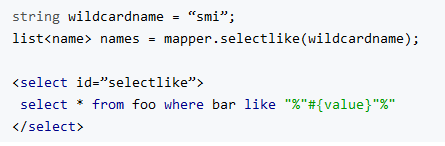 string wildcardname = “smi”;
list<name> names = mapper.selectlike(wildcardname);
<select id=”selectlike”>
select * from foo where bar like "%"#{value}"%"
</select>